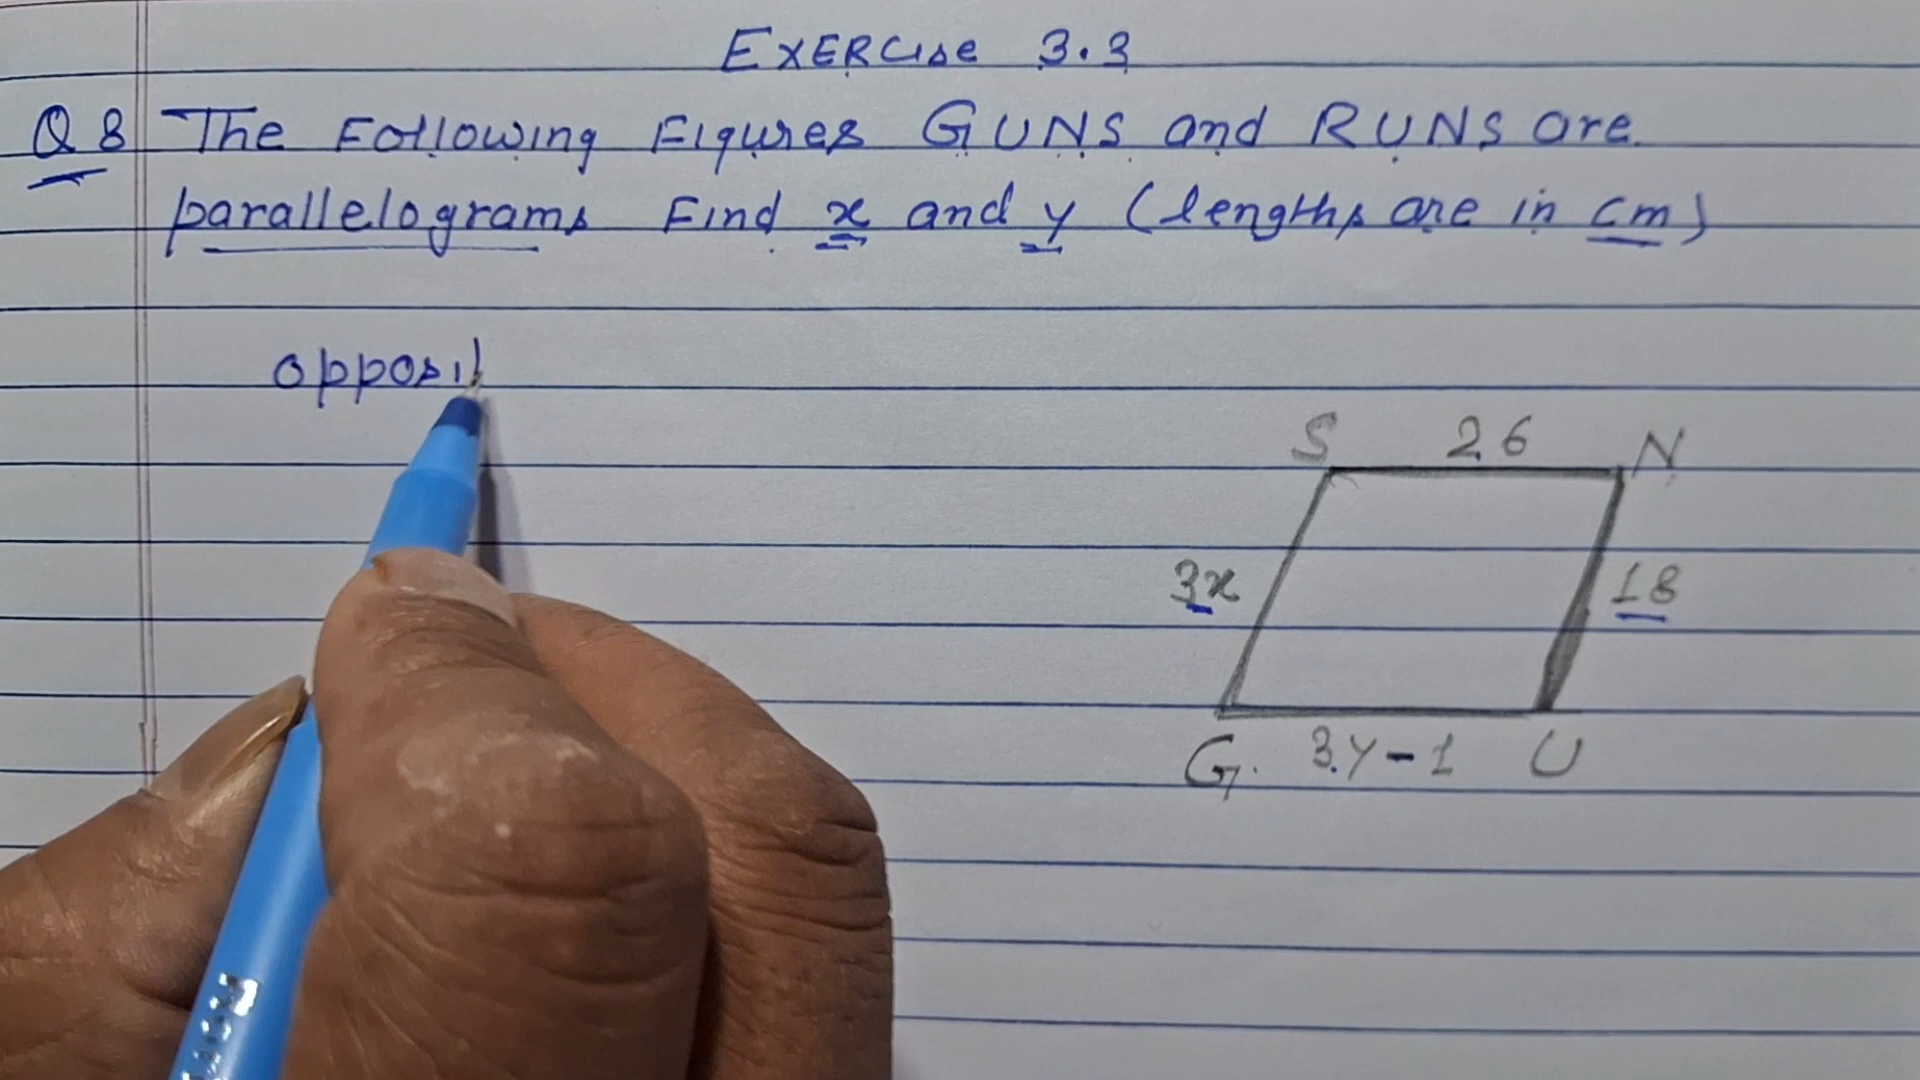 EXERCise 3.3
Q 8 The Following Figures GUNS and RUNS are
parallelograms Find x and y (lengths are in cm)
opposit
S 26 N
3x 18
G. 3.y-1 U